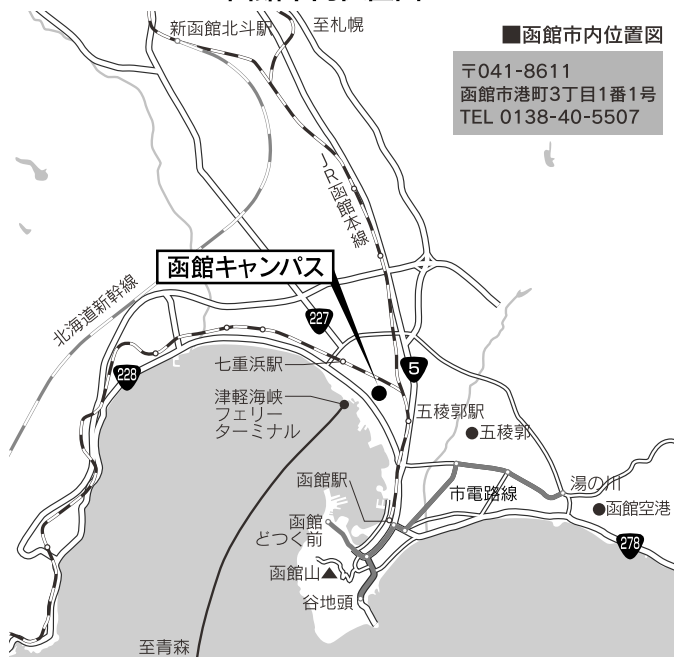 新函館北斗駅
至札幌
■函館市内位置図
〒041-8611
函館市港町3丁目1番1号
TEL 0138-40-5507
JR函館本線
函館キャンパス
北海道新幹線
227
228
七重浜駅
5
津軽海峡
フェリー
ターミナル
五稜郭駅
五稜郭
函館駅
市電路線
湯の川
函館空港
函館
どつく前
278
函館山
谷地頭
至青森